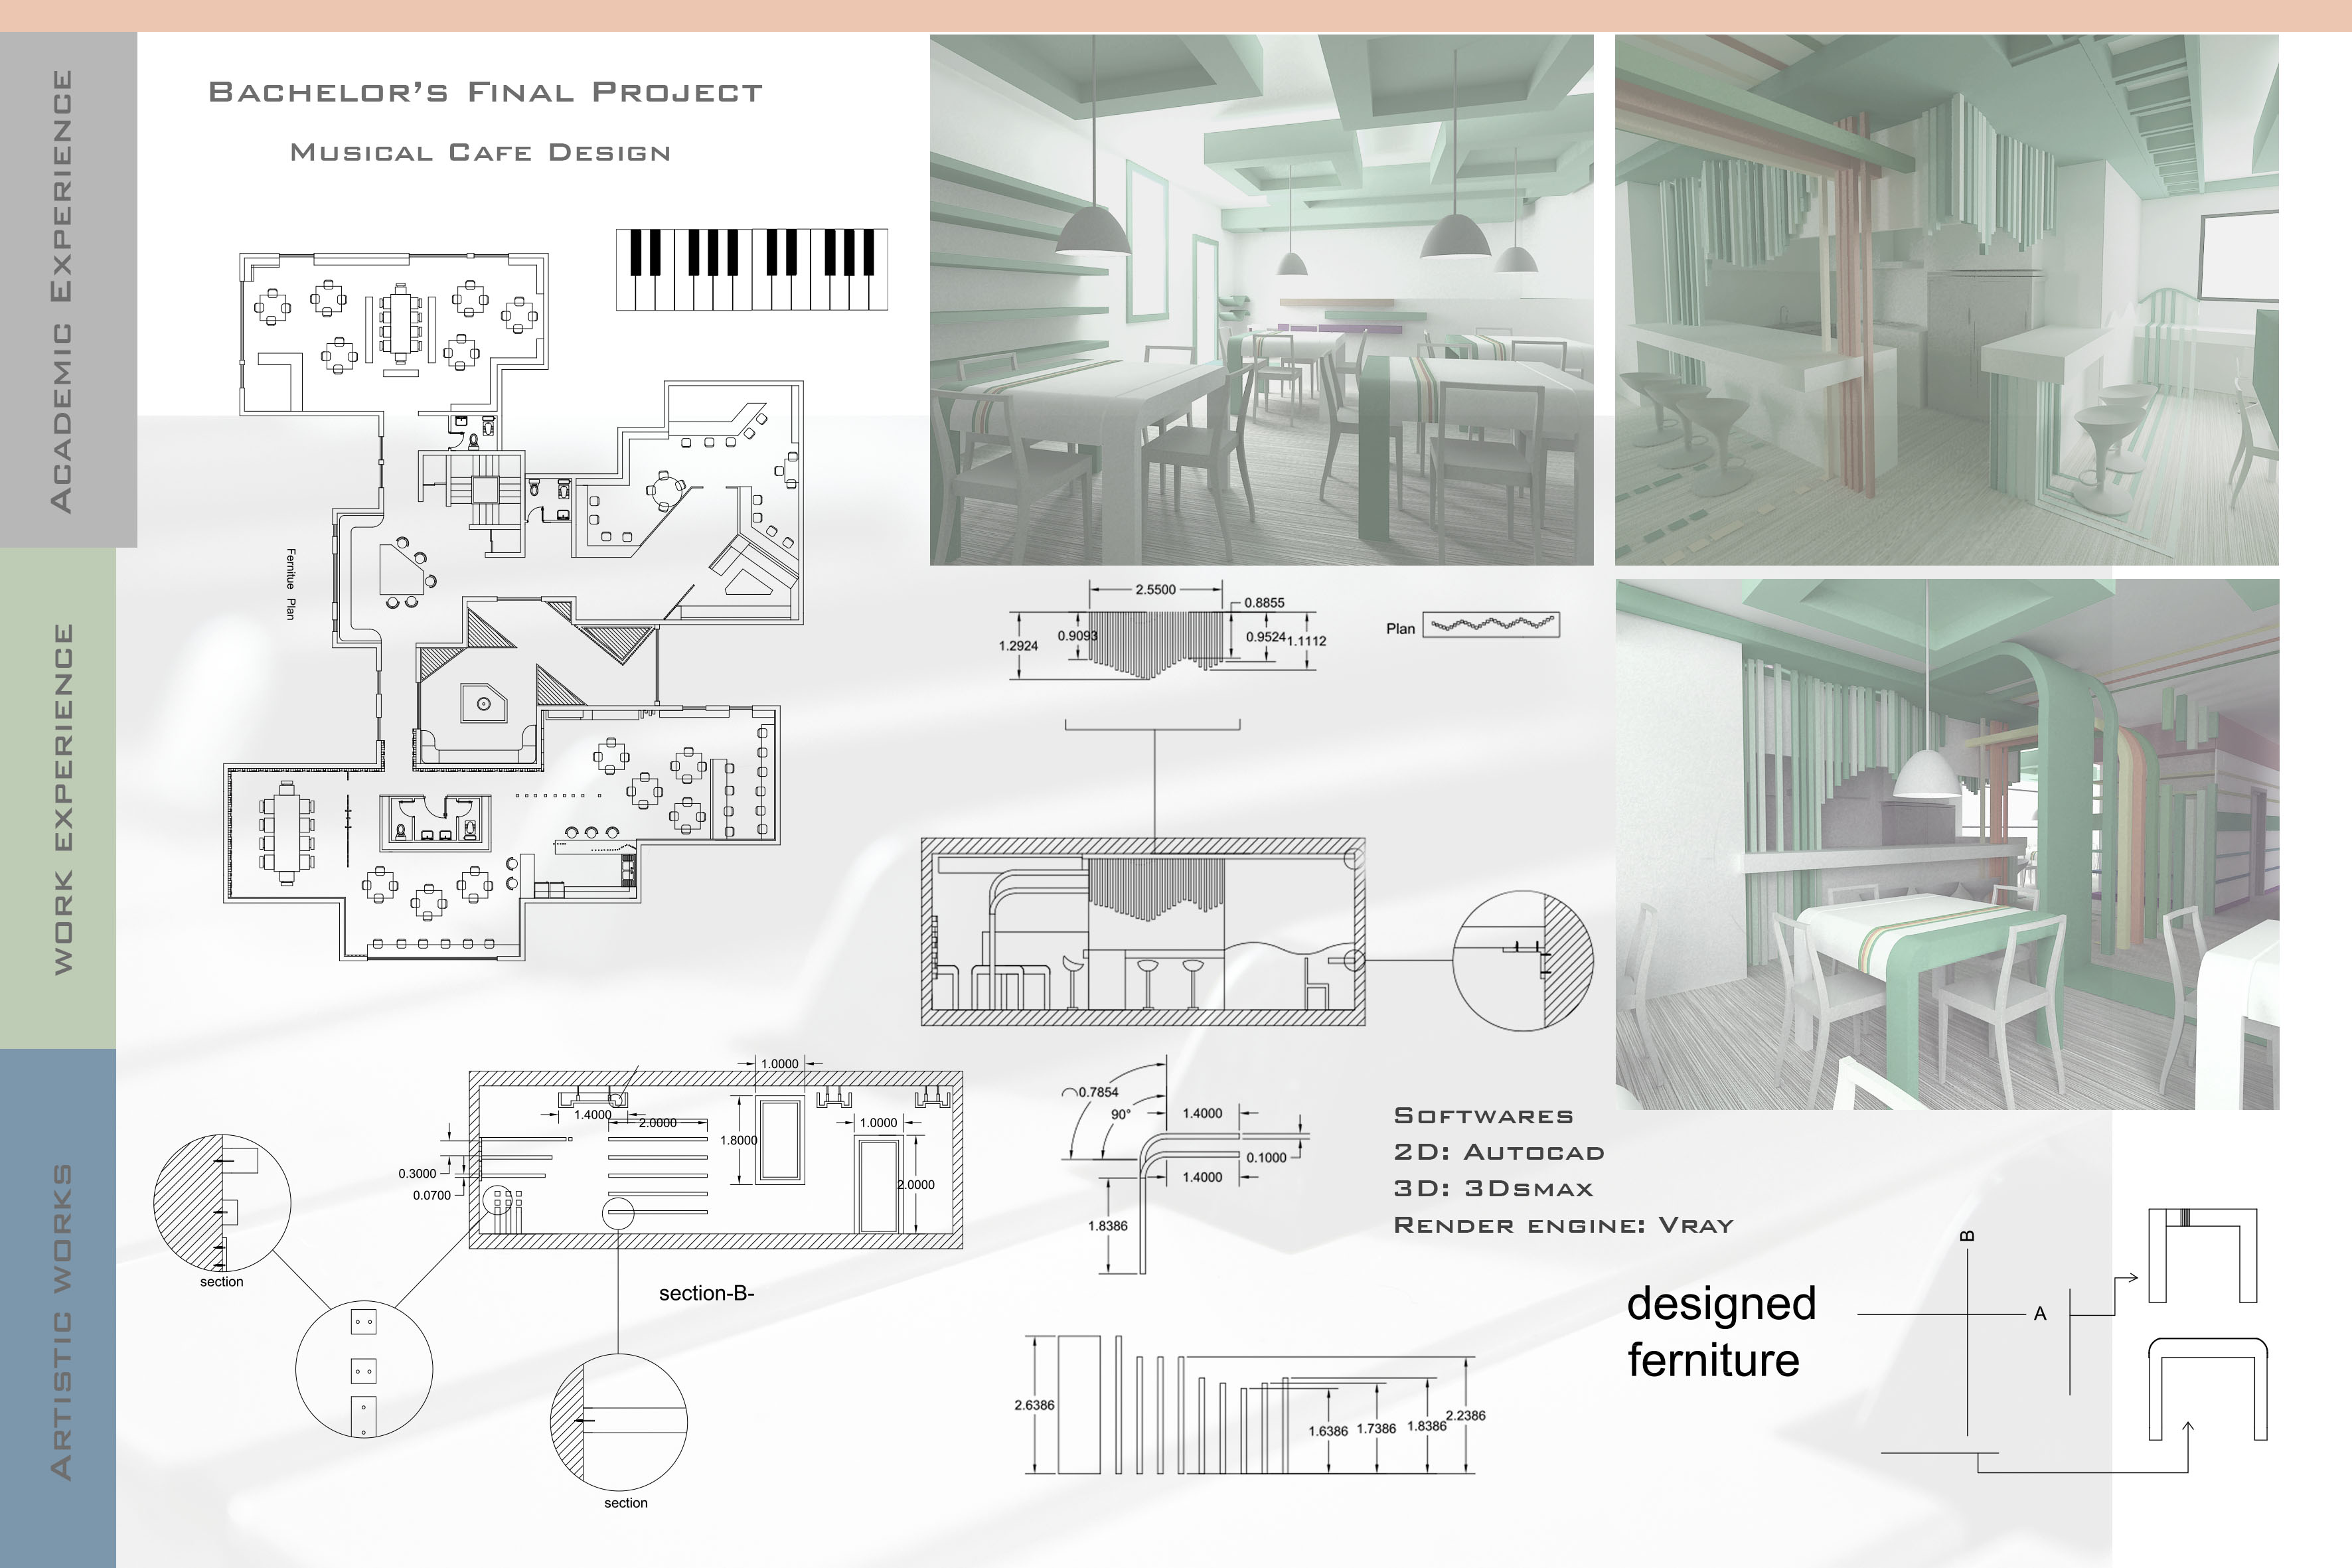 Academic Experience
work experience
Artistic works
Bachelor's Final Project
Musical Cafe Design
Fernitue Plan
2.5500
0.8855
0.9093
1.2924
0.9524
1.1112
Plan
1.0000
1.4000
2.0000
1.8000
1.0000
2.0000
0.3000
0.0700
section
section-B-
section
0.7854
90°
1.4000
0.1000
1.4000
1.8386
Softwares
2D: Autocad
3D: 3Dsmax
Render engine: Vray
2.6386
1.6386
1.7386
1.8386
2.2386
designed
ferniture
B
A